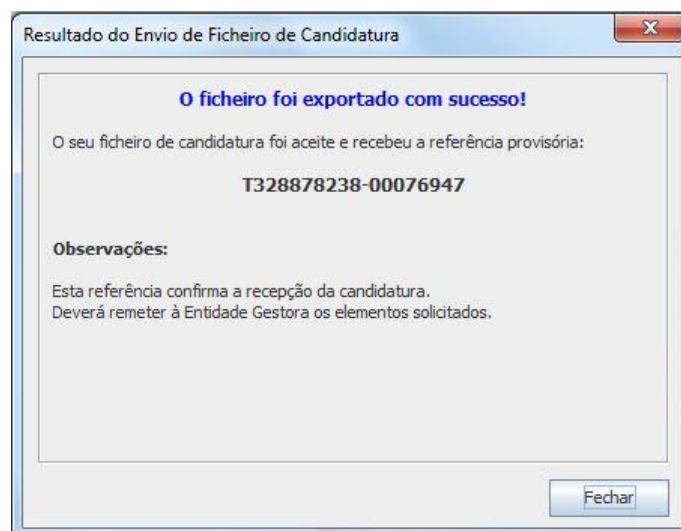 Resultado do Envio de Ficheiro de Candidatura
O ficheiro foi exportado com sucesso!
O seu ficheiro de candidatura foi aceite e recebeu a referência provisória:
T328878238-00076947
Observações:
Esta referência confirma a recepção da candidatura.
Deverá remeter à Entidade Gestora os elementos solicitados.
Fechar